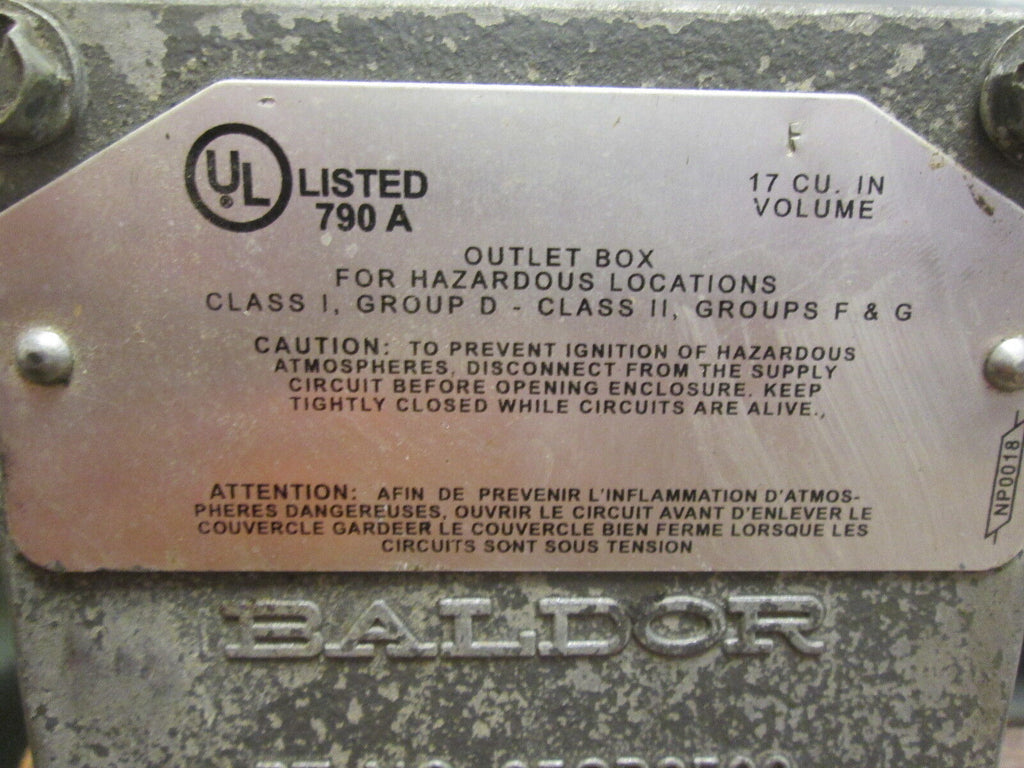 UL
®
LISTED
790 A
F
17 CU. IN
VOLUME
OUTLET BOX
FOR HAZARDOUS LOCATIONS
CLASS I, GROUP D - CLASS II, GROUPS F & G
CAUTION: TO PREVENT IGNITION OF HAZARDOUS
ATMOSPHERES, DISCONNECT FROM THE SUPPLY
CIRCUIT BEFORE OPENING ENCLOSURE. KEEP
TIGHTLY CLOSED WHILE CIRCUITS ARE ALIVE.,
NP0018
ATTENTION: AFIN DE PREVENIR L'INFLAMMATION D'ATMOS-
PHERES DANGEREUSES, OUVRIR LE CIRCUIT AVANT D'ENLEVER LE
COUVERCLE GARDEER LE COUVERCLE BIEN FERME LORSQUE LES
CIRCUITS SONT SOUS TENSION
BALDOR